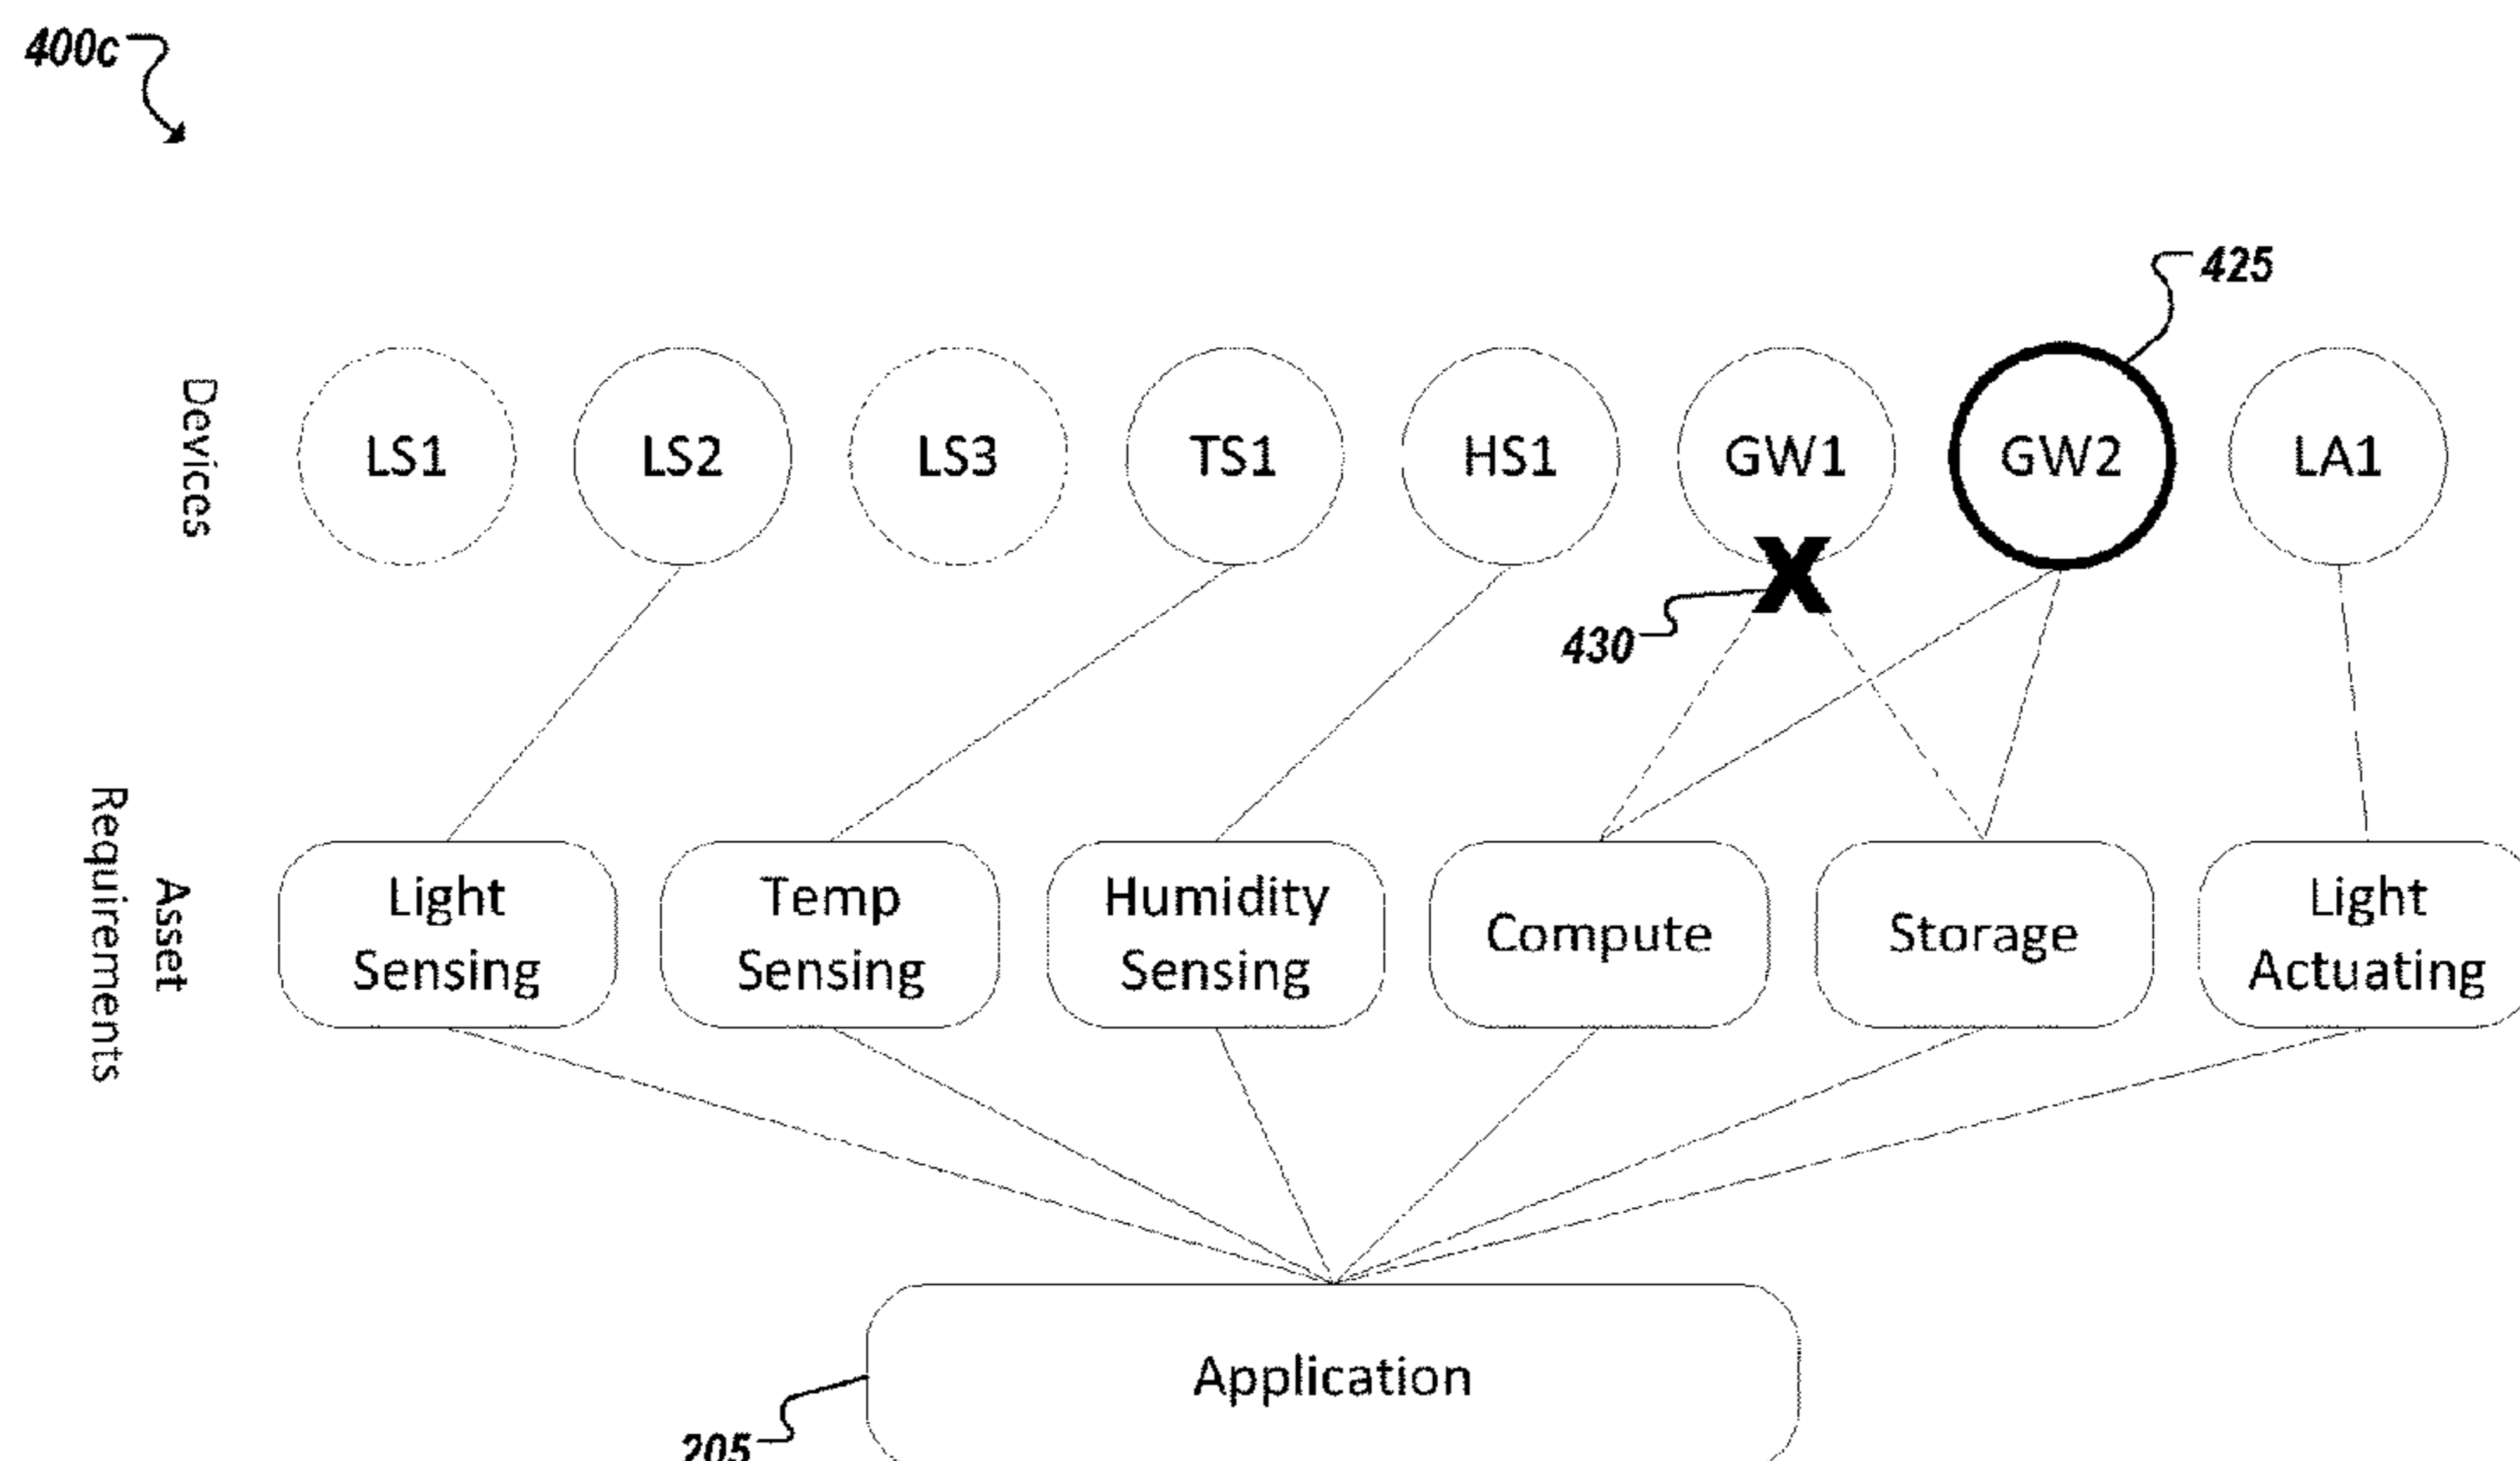 400c
425
Devices
LS1
LS2
LS3
TS1
HS1
GW1
GW2
LA1
X
430
Asset
Requirements
Light
Sensing
Temp
Sensing
Humidity
Sensing
Compute
Storage
Light
Actuating
Application
205